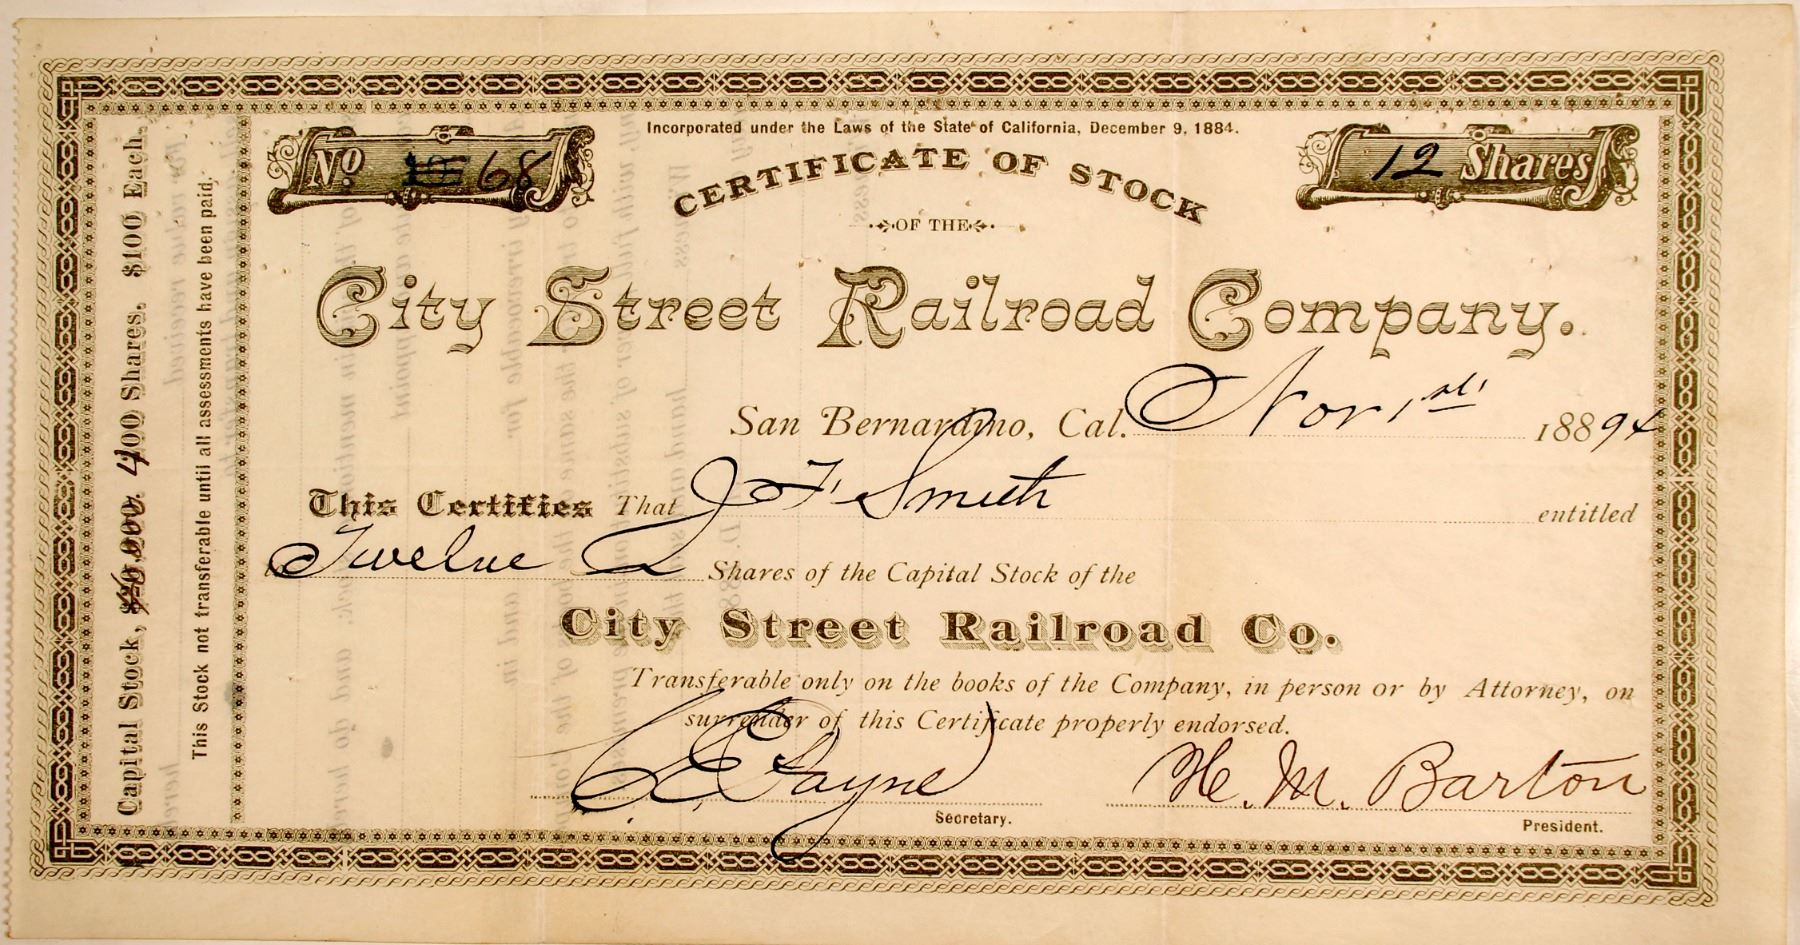 Incorporated under the Laws of the State of California, December 9, 1884.
No 68
12 Shares
CERTIFICATE OF STOCK
OF THE
City Street Railroad Company.
San Bernardino, Cal. Nov 1st 18894
This Certifies That J F Smith entitled
to Twelve Shares of the Capital Stock of the
City Street Railroad Co.
Transferable only on the books of the Company, in person or by Attorney, on
surrender of this Certificate properly endorsed.
Payne
Secretary.
H. M. Barton
President.
Capital Stock, 400 Shares. $100 Each.
This Stock not transferable until all assessments have been paid.